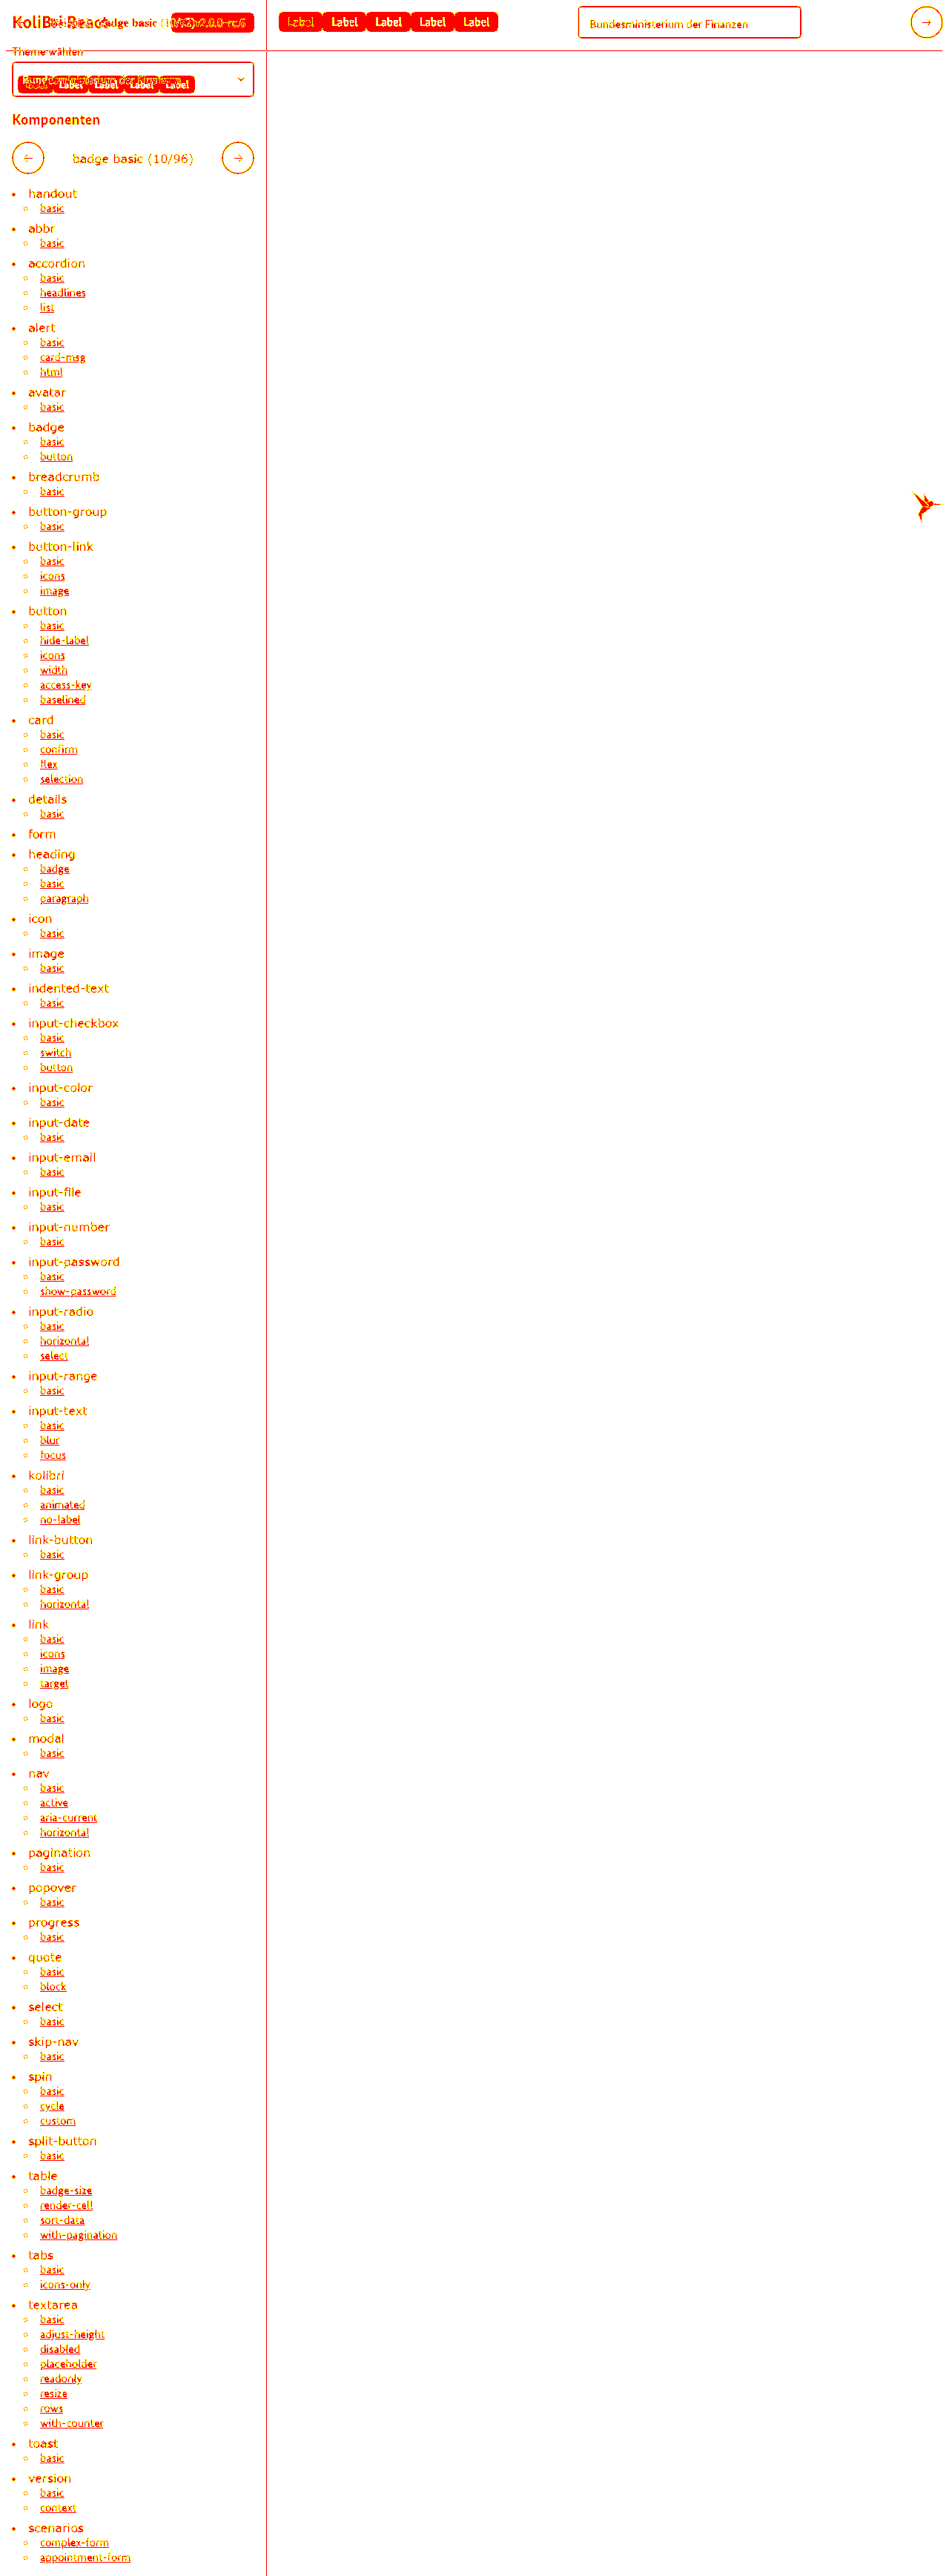 KoliBri React
badge basic (10/96)
Label Label Label Label Label
Bundesministerium der Finanzen
→
Theme wählen
Label Label Label Label
Komponenten
← badge basic (10/96) →
handout
basic
abbr
basic
accordion
basic
headlines
list
alert
basic
card-msg
html
avatar
basic
badge
basic
button
breadcrumb
basic
button-group
basic
button-link
basic
icons
image
button
basic
hide-label
icons
width
access-key
baselined
card
basic
confirm
flex
selection
details
basic
form
heading
badge
basic
paragraph
icon
basic
image
basic
indented-text
basic
input-checkbox
basic
switch
button
input-color
basic
input-date
basic
input-email
basic
input-file
basic
input-number
basic
input-password
basic
show-password
input-radio
basic
horizontal
select
input-range
basic
input-text
basic
blur
focus
kolibri
basic
animated
no-label
link-button
basic
link-group
basic
horizontal
link
basic
icons
image
target
logo
basic
modal
basic
nav
basic
active
aria-current
horizontal
pagination
basic
popover
basic
progress
basic
quote
basic
block
select
basic
skip-nav
basic
spin
basic
cycle
custom
split-button
basic
table
badge-size
render-cell
sort-data
with-pagination
tabs
basic
icons-only
textarea
basic
adjust-height
disabled
placeholder
readonly
resize
rows
with-counter
toast
basic
version
basic
context
scenarios
complex-form
appointment-form